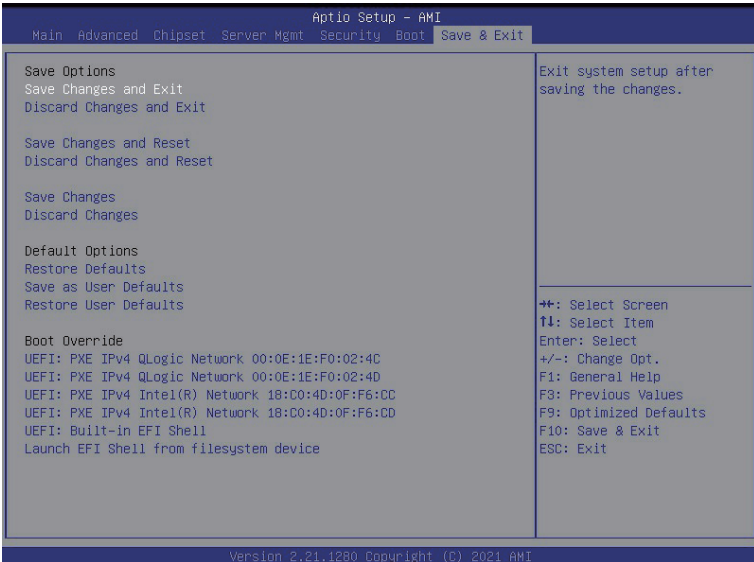 Aptio Setup – AMI
Main Advanced Chipset Server Mgmt Security Boot Save & Exit
Save Options
Save Changes and Exit
Discard Changes and Exit
Save Changes and Reset
Discard Changes and Reset
Save Changes
Discard Changes
Default Options
Restore Defaults
Save as User Defaults
Restore User Defaults
Boot Override
UEFI: PXE IPv4 QLogic Network 00:0E:1E:F0:02:4C
UEFI: PXE IPv4 QLogic Network 00:0E:1E:F0:02:4D
UEFI: PXE IPv4 Intel(R) Network 18:C0:4D:0F:F6:CC
UEFI: PXE IPv4 Intel(R) Network 18:C0:4D:0F:F6:CD
UEFI: Built-in EFI Shell
Launch EFI Shell from filesystem device
Exit system setup after
saving the changes.
→←: Select Screen
↑↓: Select Item
Enter: Select
+/-: Change Opt.
F1: General Help
F3: Previous Values
F9: Optimized Defaults
F10: Save & Exit
ESC: Exit
Version 2.21.1280 Copyright (C) 2021 AMI